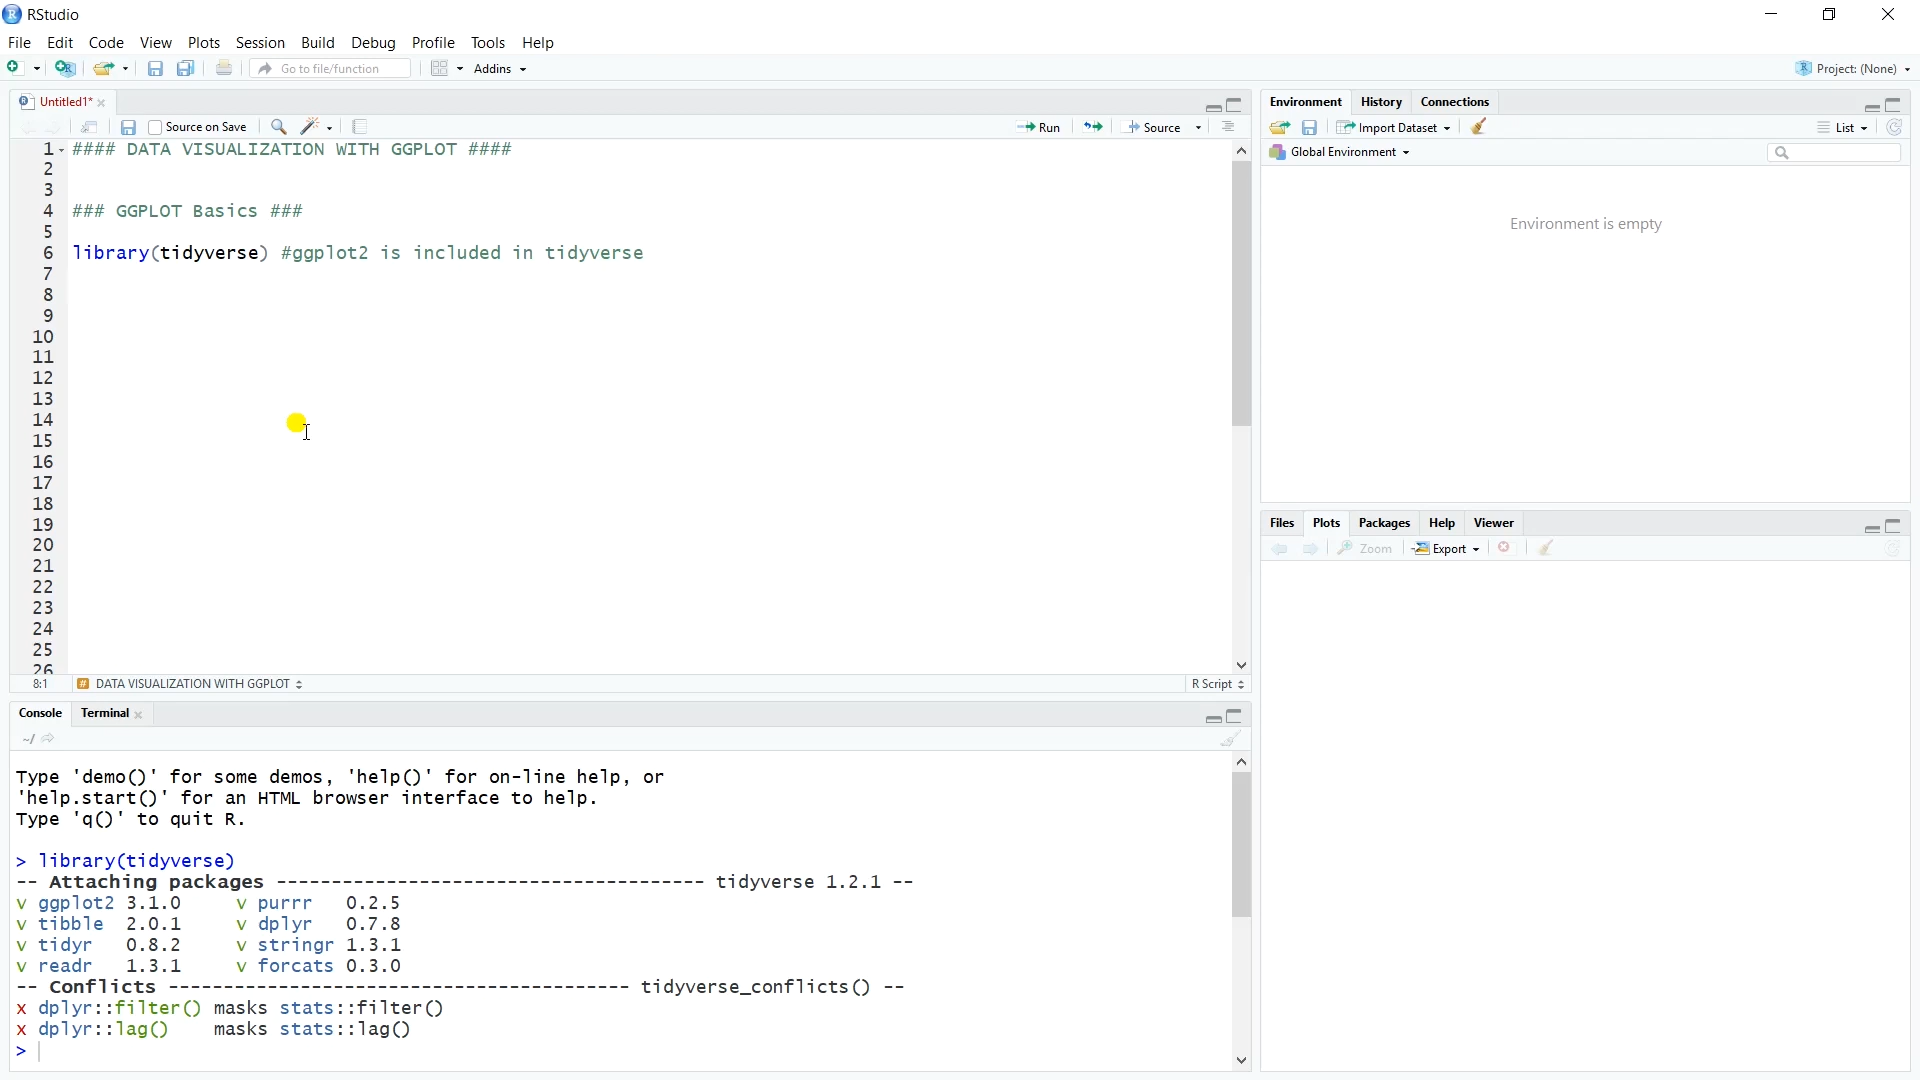 RStudio
File Edit Code View Plots Session Build Debug Profile Tools Help
Go to file/function Addins Project: (None)
Untitled1*
Source on Save Run Source
1 #### DATA VISUALIZATION WITH GGPLOT ####
2
3
4 ### GGPLOT Basics ###
5
6 library(tidyverse) #ggplot2 is included in tidyverse
7
8
9
10
11
12
13
14
15
16
17
18
19
20
21
22
23
24
25
26
8:1 # DATA VISUALIZATION WITH GGPLOT R Script
Console Terminal
~/
Type 'demo()' for some demos, 'help()' for on-line help, or
'help.start()' for an HTML browser interface to help.
Type 'q()' to quit R.
> library(tidyverse)
-- Attaching packages --------------------------------------- tidyverse 1.2.1 --
v ggplot2 3.1.0     v purrr   0.2.5
v tibble  2.0.1     v dplyr   0.7.8
v tidyr   0.8.2     v stringr 1.3.1
v readr   1.3.1     v forcats 0.3.0
-- Conflicts ------------------------------------------ tidyverse_conflicts() --
x dplyr::filter() masks stats::filter()
x dplyr::lag()    masks stats::lag()
>
Environment History Connections
Import Dataset List
Global Environment
Environment is empty
Files Plots Packages Help Viewer
Zoom Export